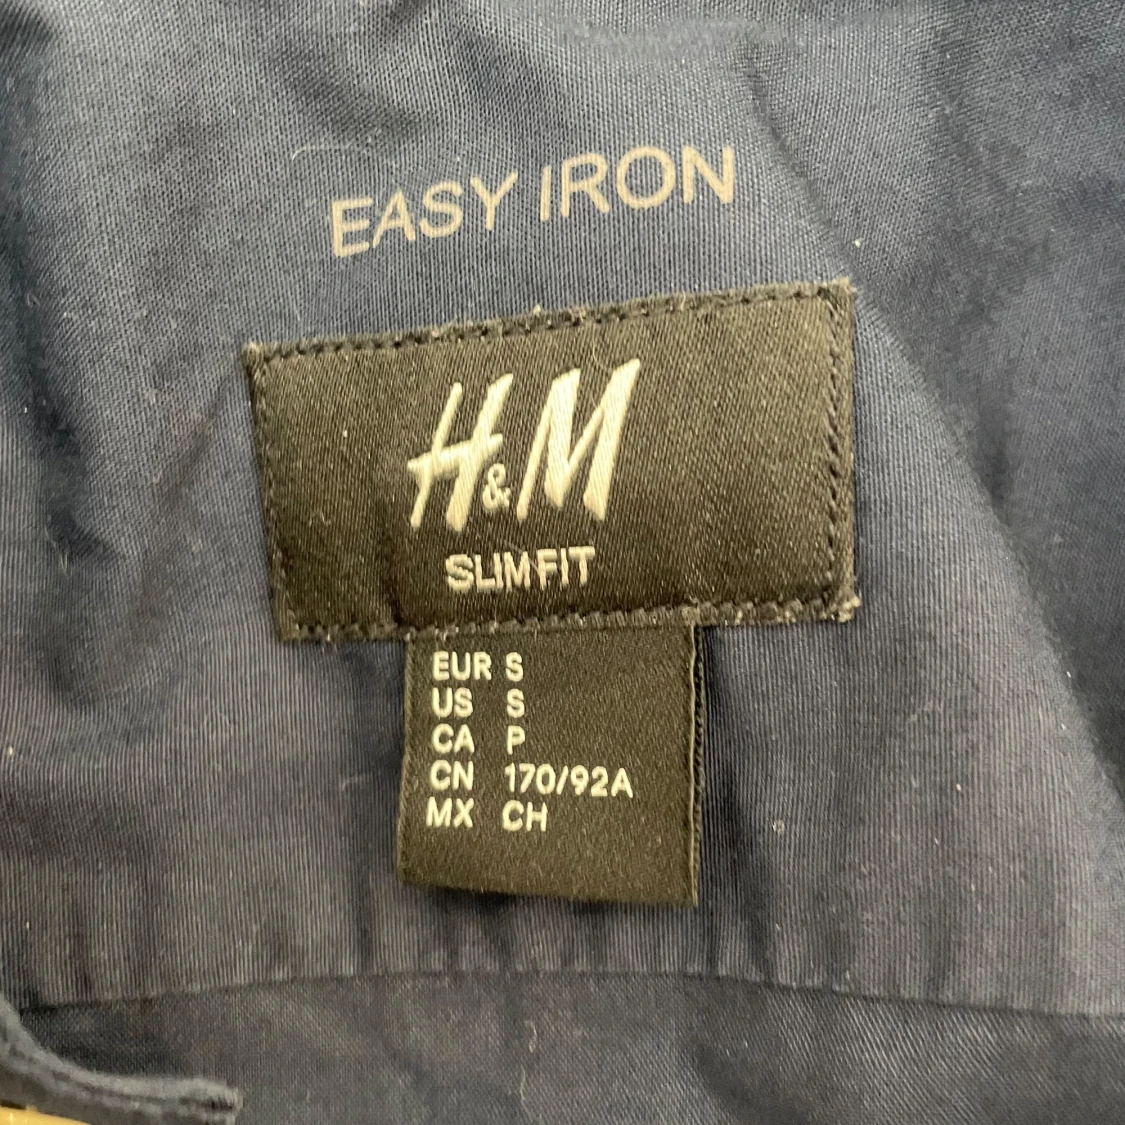 EASY IRON
H&M
SLIM FIT
EUR S
US S
CA P
CN 170/92A
MX CH